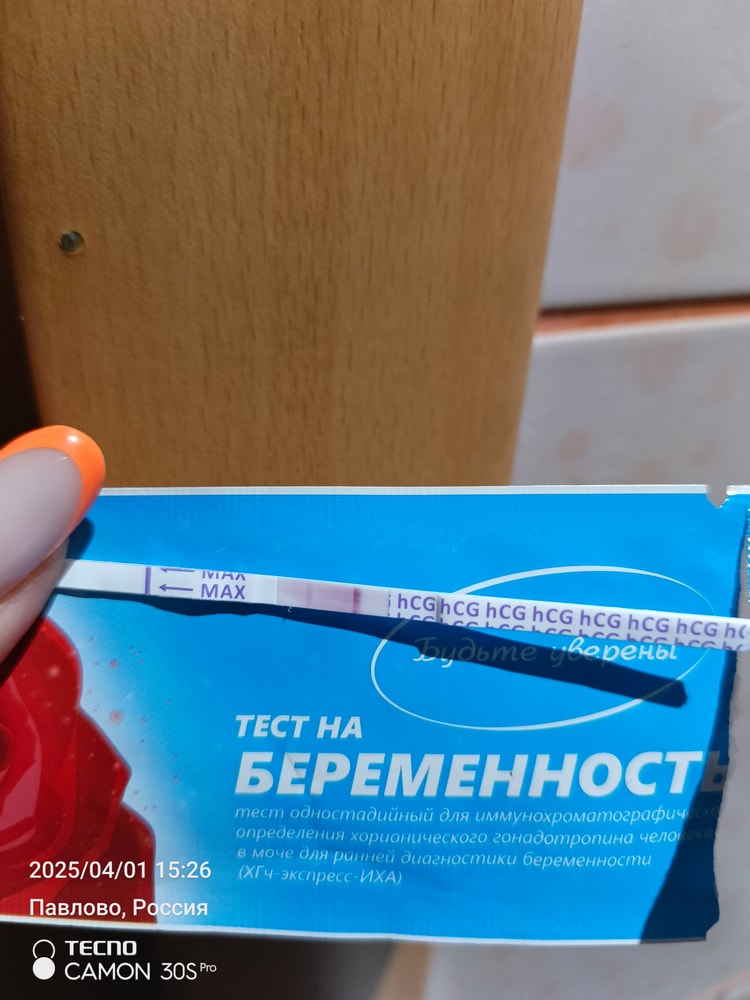 MAX
MAX
hCG hCG hCG hCG hCG hCG hCG
Будьте уверены
ТЕСТ НА
БЕРЕМЕННОСТЬ
тест одностадийный для иммунохроматографического
определения хорионического гонадотропина человека
в моче для ранней диагностики беременности
(ХГч-экспресс-ИХА)
2025/04/01 15:26
Павлово, Россия
TECNO
CAMON 30S Pro